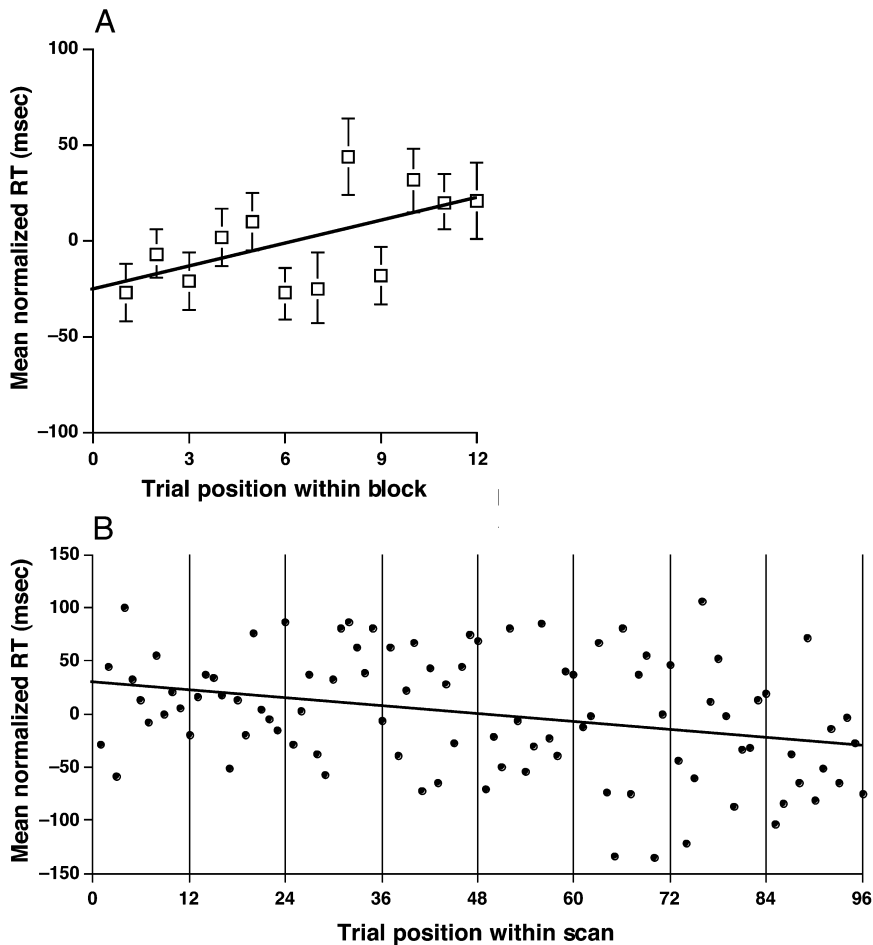 A
Mean normalized RT (msec)
100
50
0
−50
−100
0 3 6 9 12
Trial position within block
B
Mean normalized RT (msec)
150
100
50
0
−50
−100
−150
0 12 24 36 48 60 72 84 96
Trial position within scan